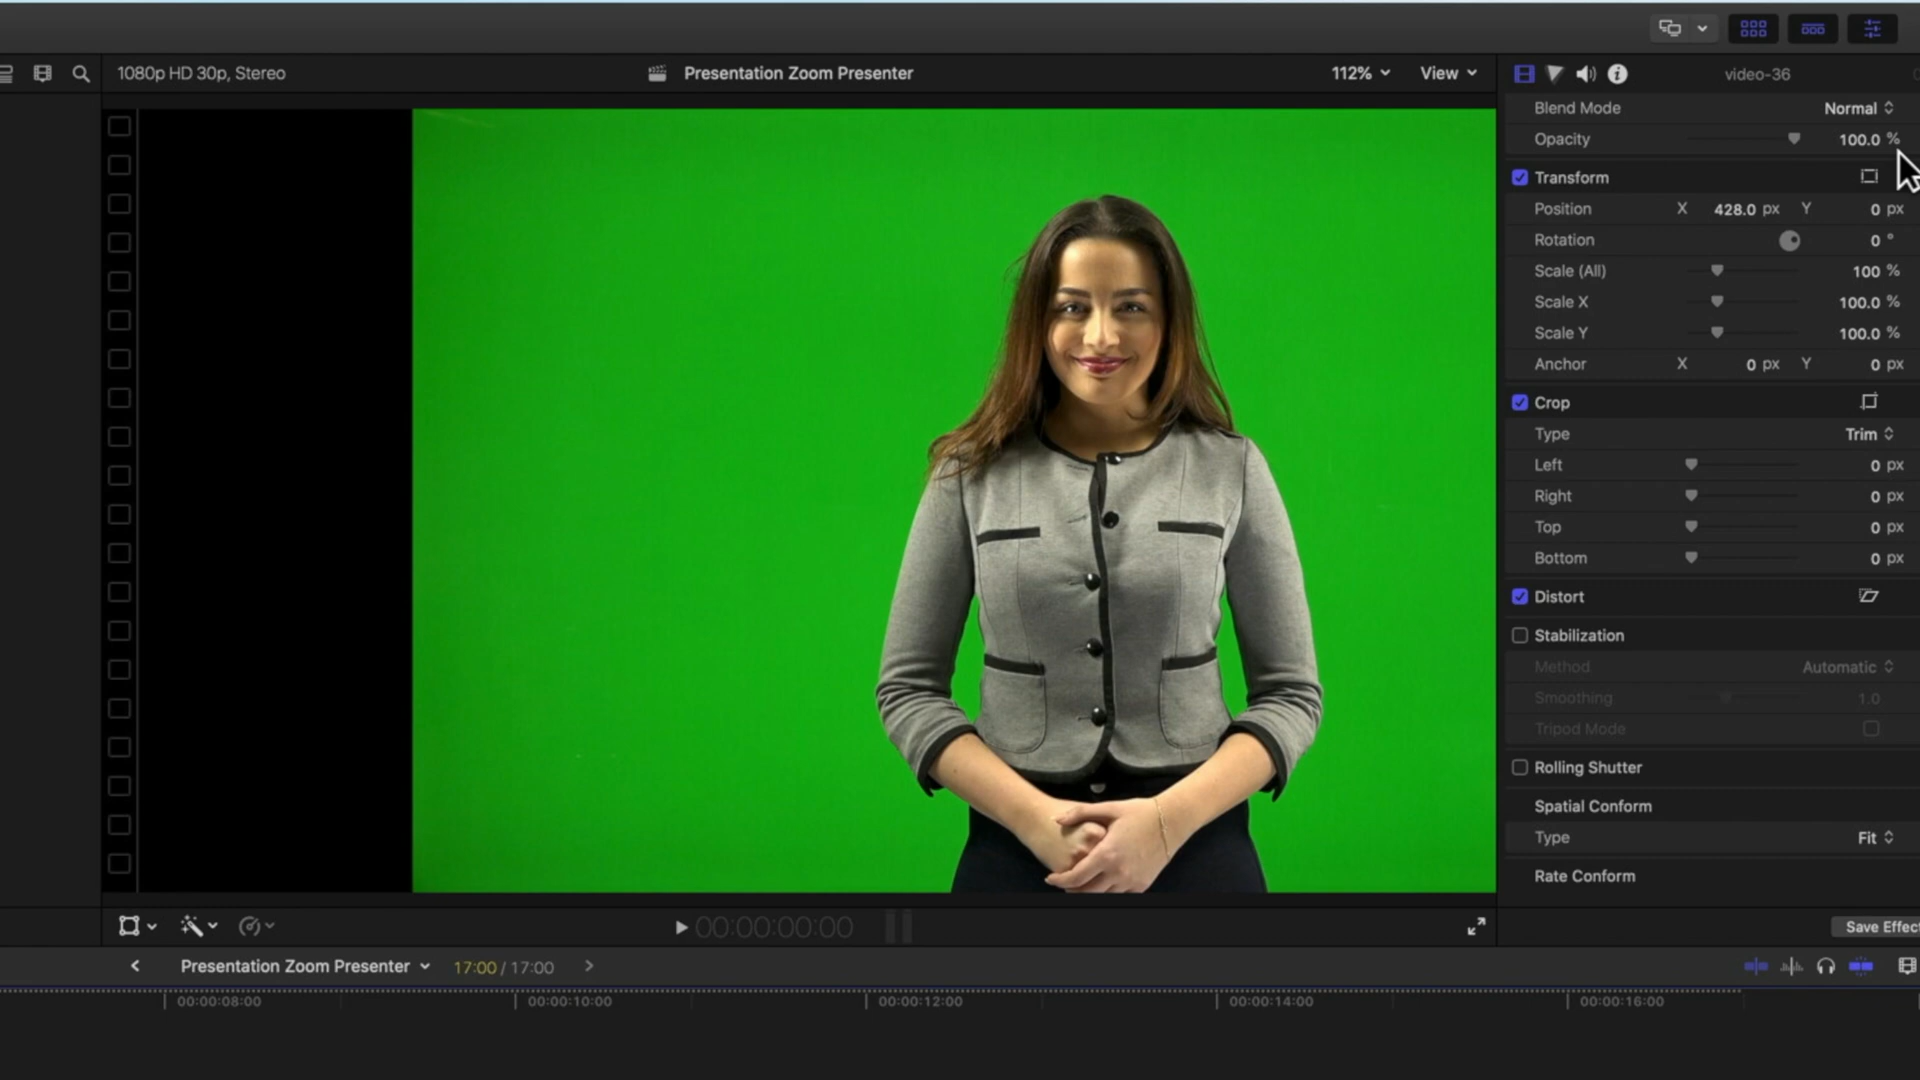 1080p HD 30p, Stereo
Presentation Zoom Presenter
112%
View
video-36
Blend Mode Normal
Opacity 100.0 %
Transform
Position X 428.0 px Y 0 px
Rotation 0 °
Scale (All) 100 %
Scale X 100.0 %
Scale Y 100.0 %
Anchor X 0 px Y 0 px
Crop
Type Trim
Left 0 px
Right 0 px
Top 0 px
Bottom 0 px
Distort
Stabilization
Method Automatic
Smoothing 1.0
Tripod Mode
Rolling Shutter
Spatial Conform
Type Fit
Rate Conform
00:00:00:00
Save Effect
Presentation Zoom Presenter 17:00 / 17:00
00:00:08:00 00:00:10:00 00:00:12:00 00:00:14:00 00:00:16:00